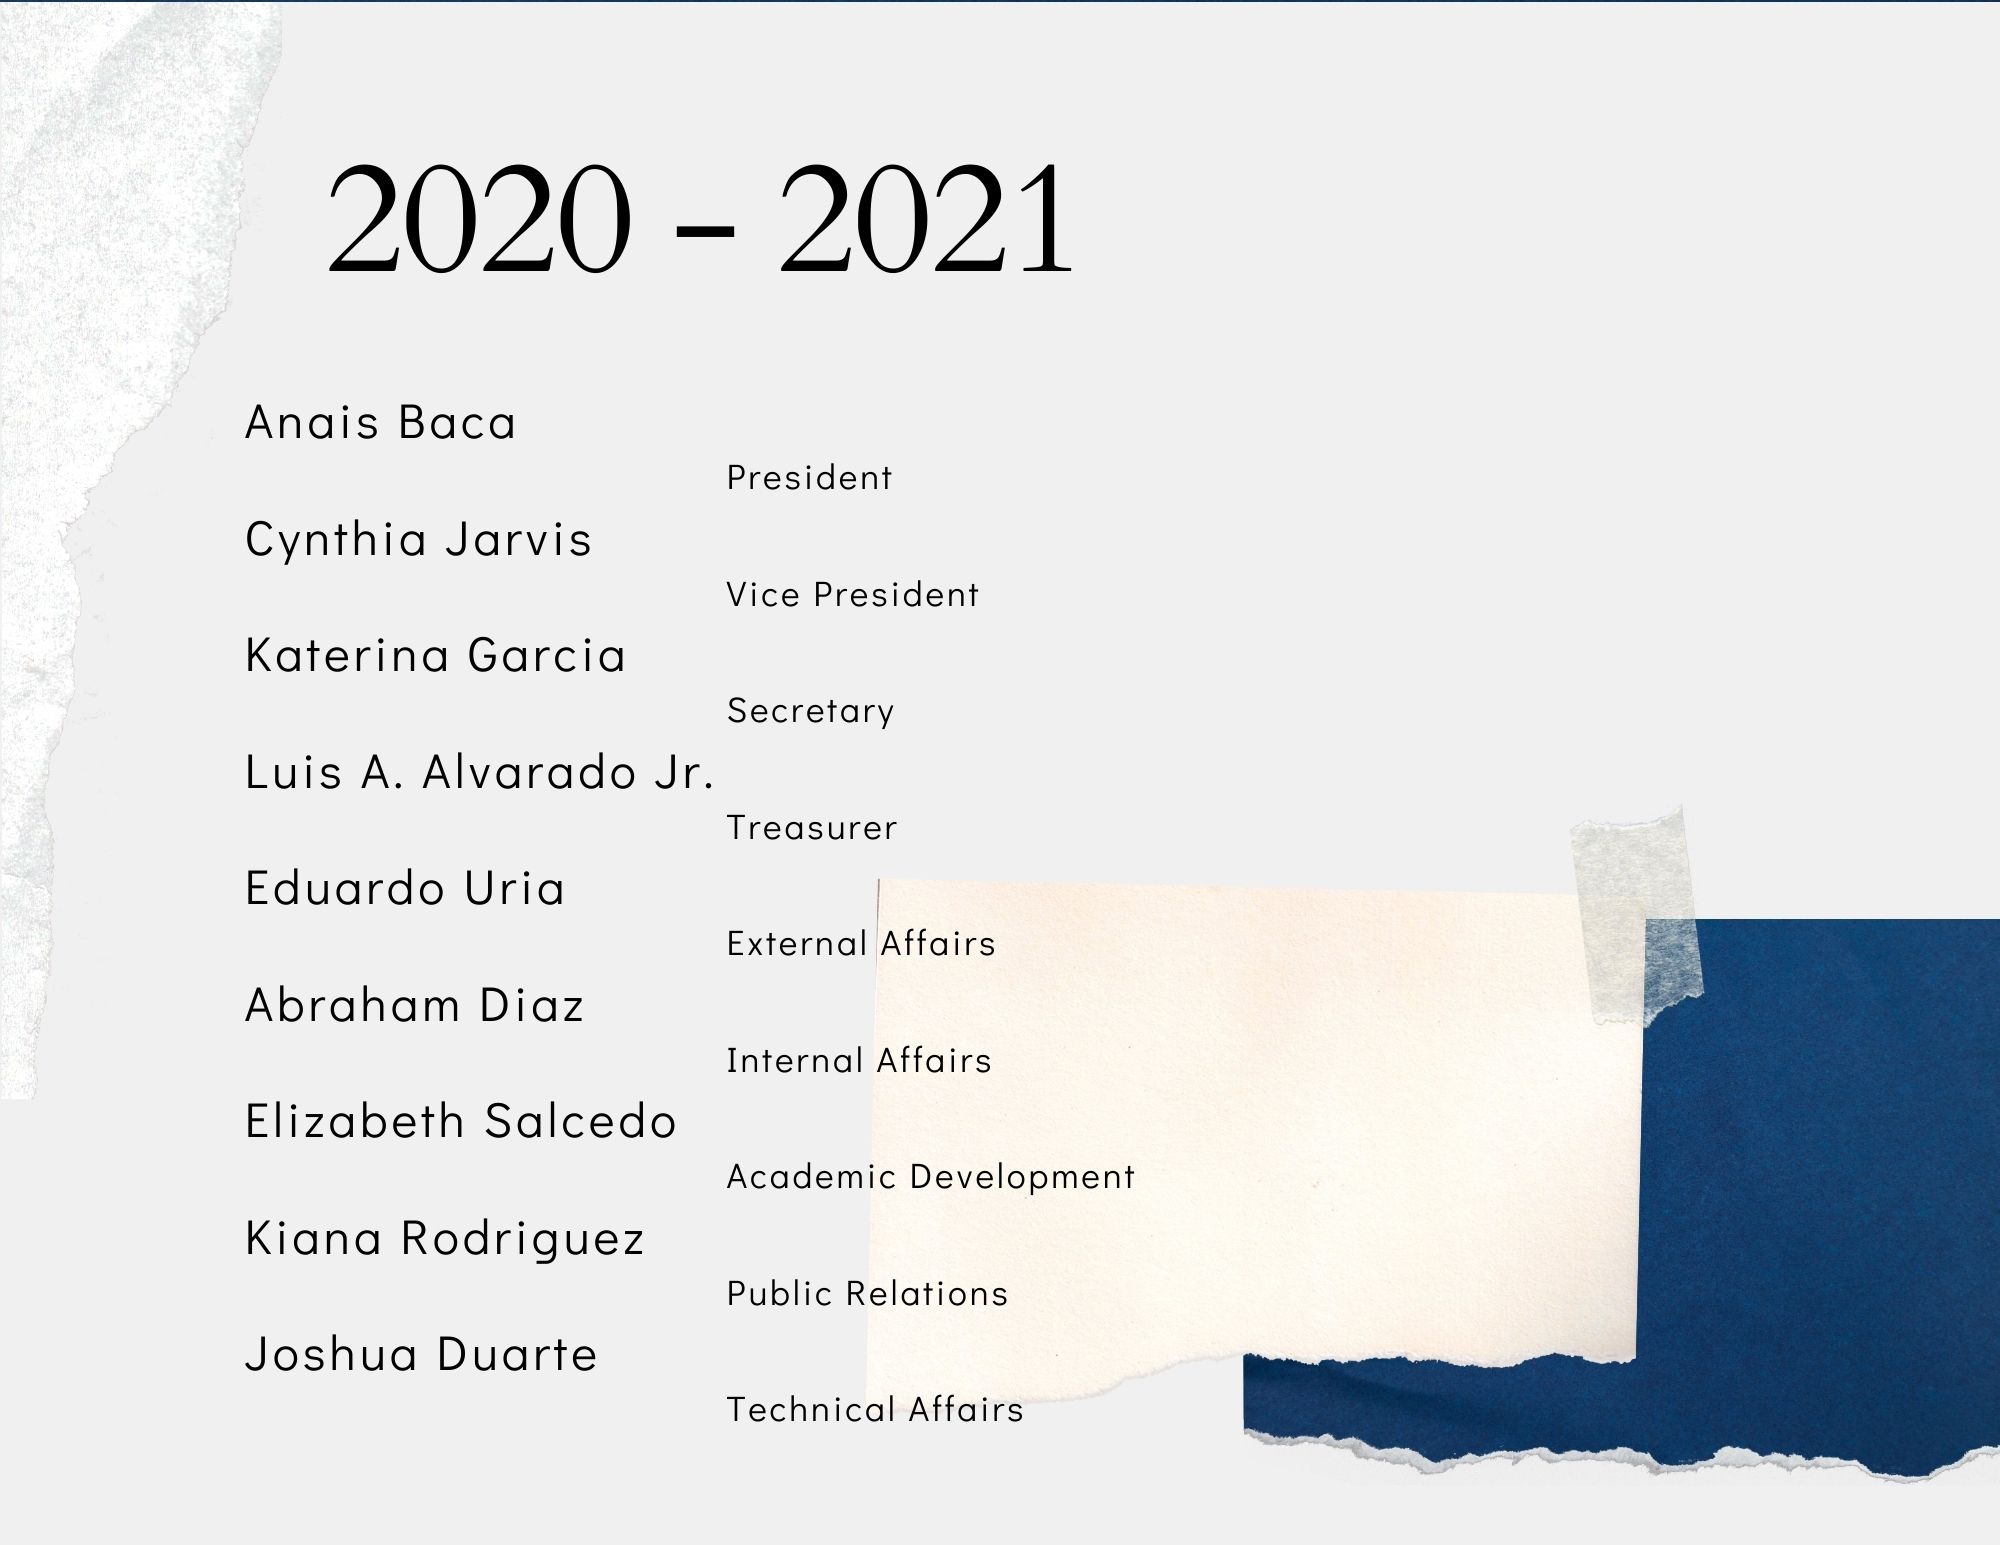 2020 – 2021
Anais Baca
President
Cynthia Jarvis
Vice President
Katerina Garcia
Secretary
Luis A. Alvarado Jr.
Treasurer
Eduardo Uria
External Affairs
Abraham Diaz
Internal Affairs
Elizabeth Salcedo
Academic Development
Kiana Rodriguez
Public Relations
Joshua Duarte
Technical Affairs